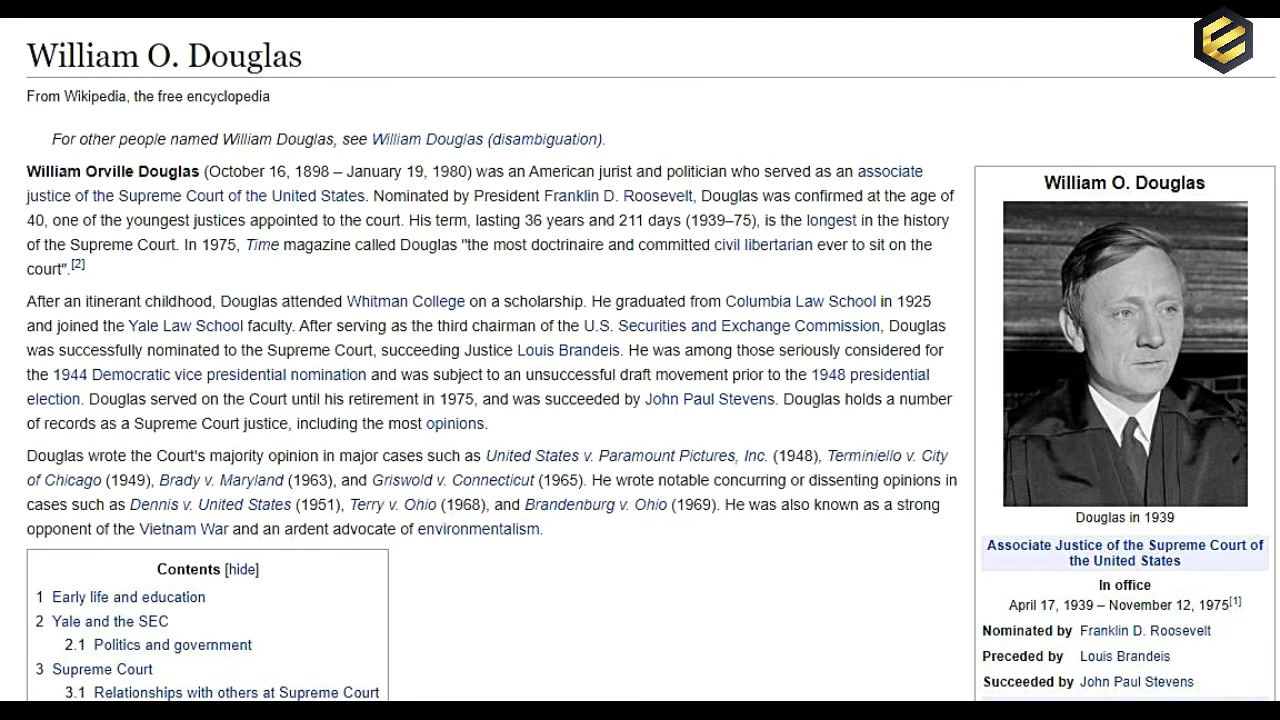 William O. Douglas
From Wikipedia, the free encyclopedia
For other people named William Douglas, see William Douglas (disambiguation).
William Orville Douglas (October 16, 1898 – January 19, 1980) was an American jurist and politician who served as an associate
justice of the Supreme Court of the United States. Nominated by President Franklin D. Roosevelt, Douglas was confirmed at the age of
40, one of the youngest justices appointed to the court. His term, lasting 36 years and 211 days (1939–75), is the longest in the history
of the Supreme Court. In 1975, Time magazine called Douglas "the most doctrinaire and committed civil libertarian ever to sit on the
court".[2]
After an itinerant childhood, Douglas attended Whitman College on a scholarship. He graduated from Columbia Law School in 1925
and joined the Yale Law School faculty. After serving as the third chairman of the U.S. Securities and Exchange Commission, Douglas
was successfully nominated to the Supreme Court, succeeding Justice Louis Brandeis. He was among those seriously considered for
the 1944 Democratic vice presidential nomination and was subject to an unsuccessful draft movement prior to the 1948 presidential
election. Douglas served on the Court until his retirement in 1975, and was succeeded by John Paul Stevens. Douglas holds a number
of records as a Supreme Court justice, including the most opinions.
Douglas wrote the Court's majority opinion in major cases such as United States v. Paramount Pictures, Inc. (1948), Terminiello v. City
of Chicago (1949), Brady v. Maryland (1963), and Griswold v. Connecticut (1965). He wrote notable concurring or dissenting opinions in
cases such as Dennis v. United States (1951), Terry v. Ohio (1968), and Brandenburg v. Ohio (1969). He was also known as a strong
opponent of the Vietnam War and an ardent advocate of environmentalism.
Contents [hide]
1 Early life and education
2 Yale and the SEC
2.1 Politics and government
3 Supreme Court
3.1 Relationships with others at Supreme Court
William O. Douglas
Douglas in 1939
Associate Justice of the Supreme Court of
the United States
In office
April 17, 1939 – November 12, 1975[1]
Nominated by Franklin D. Roosevelt
Preceded by Louis Brandeis
Succeeded by John Paul Stevens